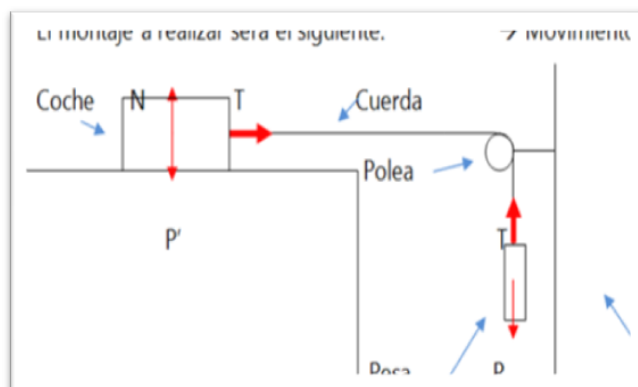 El montaje a realizar será el siguiente.
→ Movimiento
Coche
N
T
Cuerda
Polea
P'
T
Pesa
P